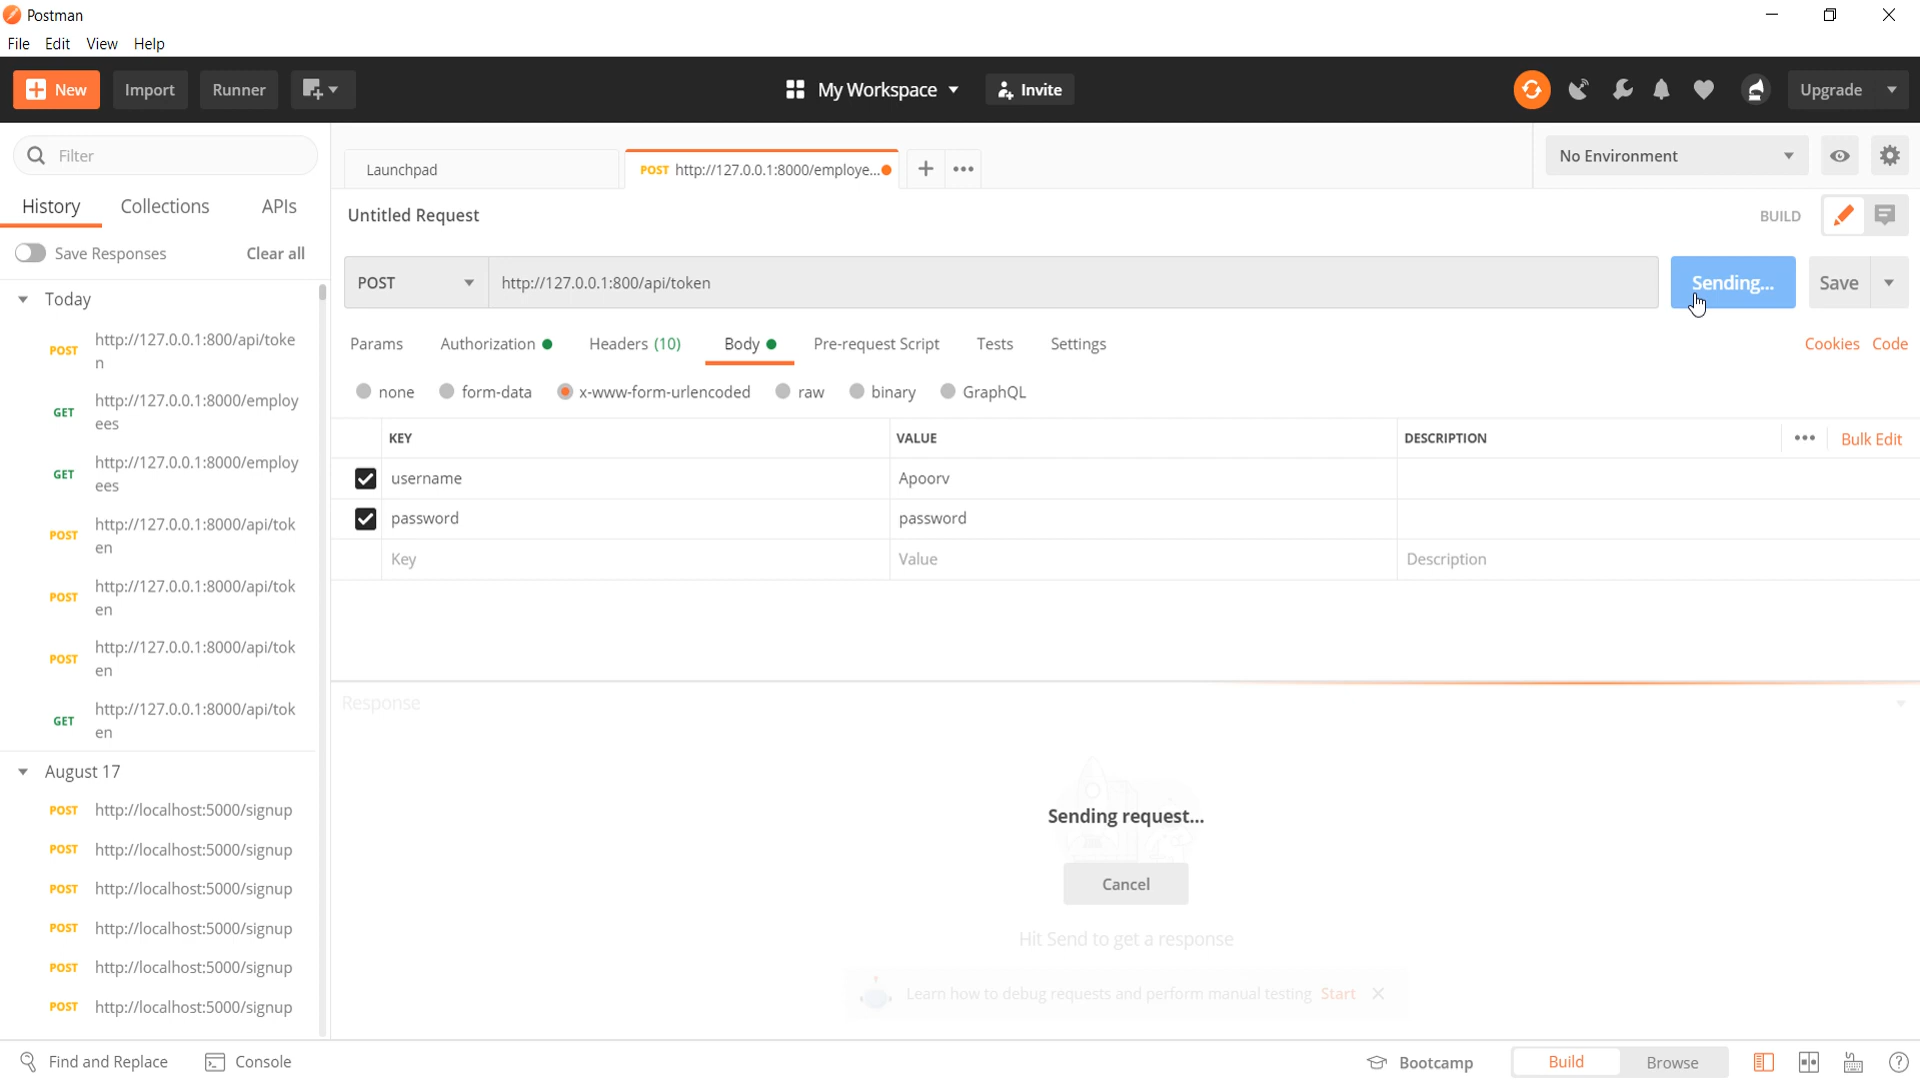 Postman
File Edit View Help
New Import Runner My Workspace Invite Upgrade
Filter
Launchpad POST http://127.0.0.1:8000/employe... No Environment
History Collections APIs
Untitled Request BUILD
Save Responses Clear all
POST http://127.0.0.1:800/api/token Sending... Save
Today
POST http://127.0.0.1:800/api/toke
n
GET http://127.0.0.1:8000/employ
ees
GET http://127.0.0.1:8000/employ
ees
POST http://127.0.0.1:8000/api/tok
en
POST http://127.0.0.1:8000/api/tok
en
POST http://127.0.0.1:8000/api/tok
en
GET http://127.0.0.1:8000/api/tok
en
August 17
POST http://localhost:5000/signup
POST http://localhost:5000/signup
POST http://localhost:5000/signup
POST http://localhost:5000/signup
POST http://localhost:5000/signup
POST http://localhost:5000/signup
Params Authorization Headers (10) Body Pre-request Script Tests Settings Cookies Code
none form-data x-www-form-urlencoded raw binary GraphQL
KEY VALUE DESCRIPTION ••• Bulk Edit
username Apoorv
password password
Key Value Description
Response
Sending request...
Cancel
Hit Send to get a response
Learn how to debug requests and perform manual testing Start
Find and Replace Console Bootcamp Build Browse